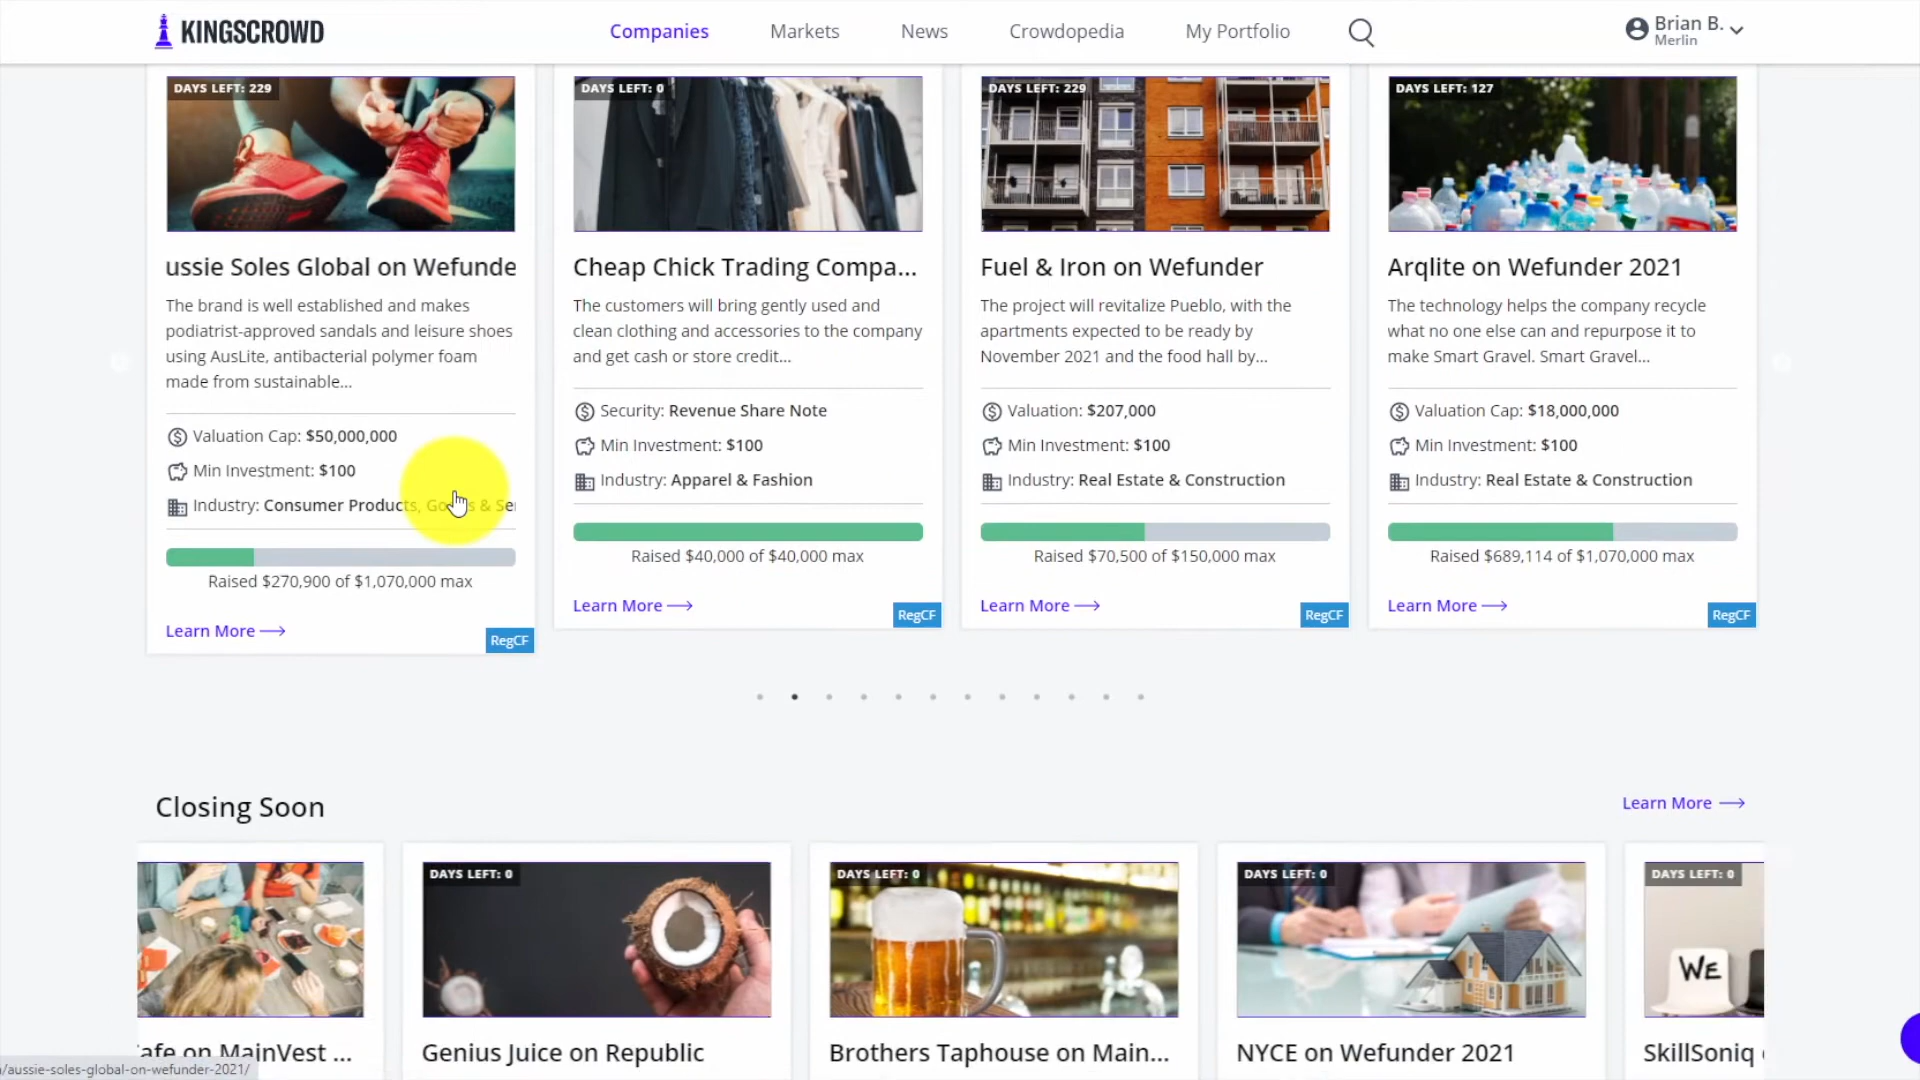 KINGSCROWD
Companies
Markets
News
Crowdopedia
My Portfolio
Brian B.
Merlin
DAYS LEFT: 229
ussie Soles Global on Wefunde
The brand is well established and makes
podiatrist-approved sandals and leisure shoes
using AusLite, antibacterial polymer foam
made from sustainable...
Valuation Cap: $50,000,000
Min Investment: $100
Industry: Consumer Products, Goods & Se
Raised $270,900 of $1,070,000 max
Learn More
RegCF
DAYS LEFT: 0
Cheap Chick Trading Compa...
The customers will bring gently used and
clean clothing and accessories to the company
and get cash or store credit...
Security: Revenue Share Note
Min Investment: $100
Industry: Apparel & Fashion
Raised $40,000 of $40,000 max
Learn More
RegCF
DAYS LEFT: 229
Fuel & Iron on Wefunder
The project will revitalize Pueblo, with the
apartments expected to be ready by
November 2021 and the food hall by...
Valuation: $207,000
Min Investment: $100
Industry: Real Estate & Construction
Raised $70,500 of $150,000 max
Learn More
RegCF
DAYS LEFT: 127
Arqlite on Wefunder 2021
The technology helps the company recycle
what no one else can and repurpose it to
make Smart Gravel. Smart Gravel...
Valuation Cap: $18,000,000
Min Investment: $100
Industry: Real Estate & Construction
Raised $689,114 of $1,070,000 max
Learn More
RegCF
Closing Soon
Learn More
afe on MainVest ...
DAYS LEFT: 0
Genius Juice on Republic
DAYS LEFT: 0
Brothers Taphouse on Main...
DAYS LEFT: 0
NYCE on Wefunder 2021
DAYS LEFT: 0
WE
SkillSoniq
/aussie-soles-global-on-wefunder-2021/